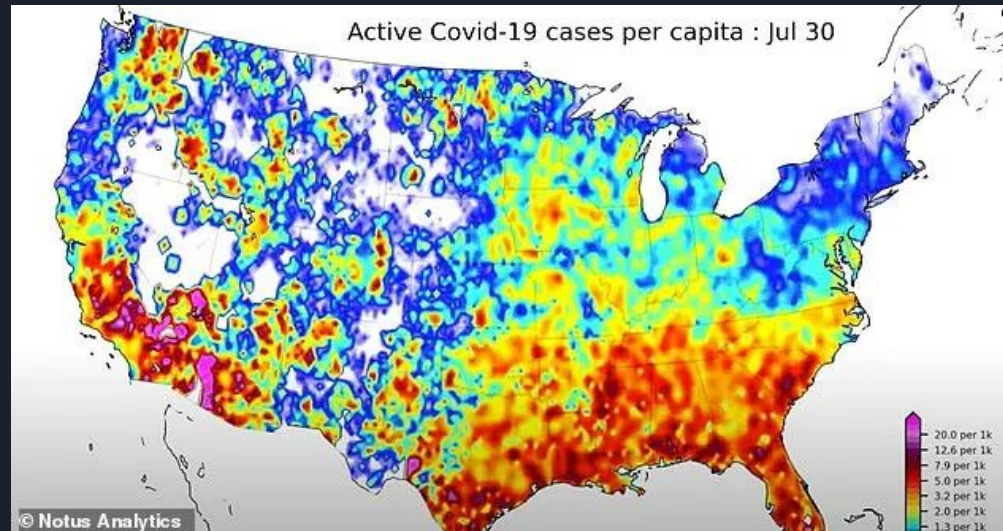 Active Covid-19 cases per capita : Jul 30
20.0 per 1k
12.6 per 1k
7.9 per 1k
5.0 per 1k
3.2 per 1k
2.0 per 1k
1.3 per 1k
© Notus Analytics